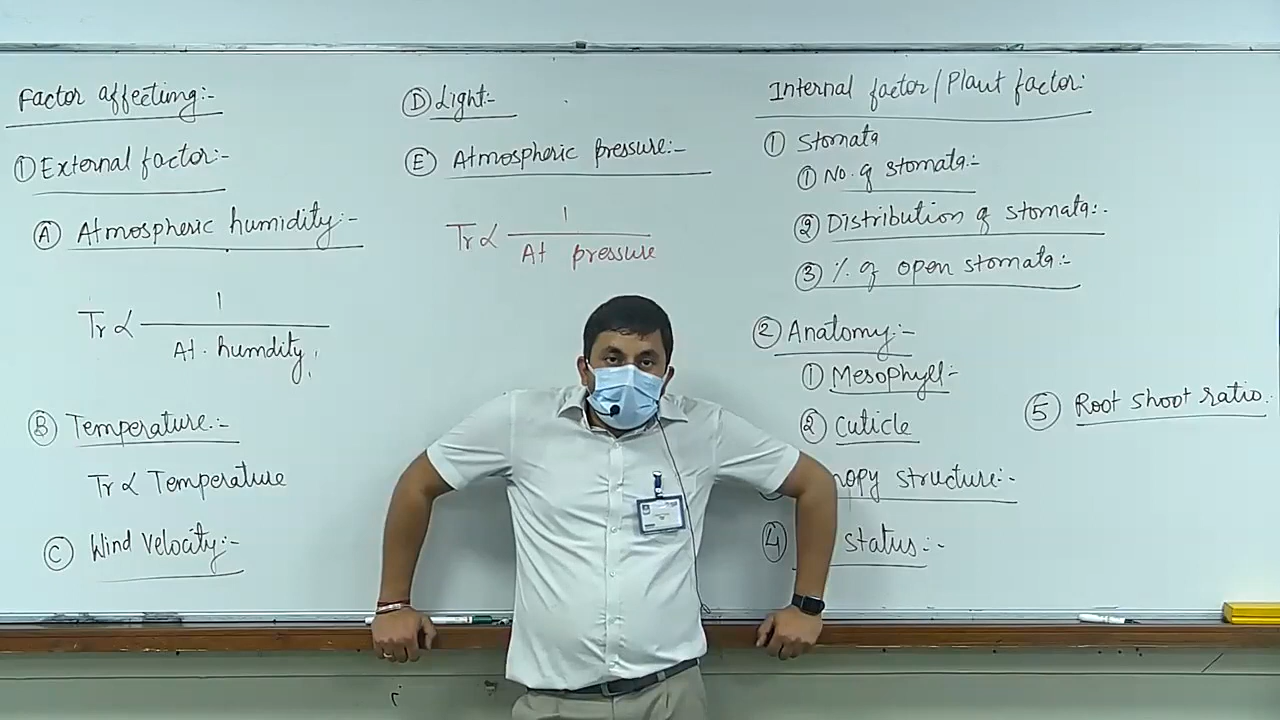 Factor affecting:-
① External factor:-
Ⓐ Atmospheric humidity:-
Tr ∝ 1 / At. humdity
Ⓑ Temperature:-
Tr ∝ Temperature
Ⓒ Wind velocity:-
Ⓓ Light:-
Ⓔ Atmospheric pressure:-
Tr ∝ 1 / At pressure
Internal factor/Plant factor:
① Stomata
① No. of stomata:-
② Distribution of stomata:-
③ % of open stomata:-
② Anatomy:-
① Mesophyll-
② Cuticle
structure:-
④ status:-
⑤ Root shoot ratio.